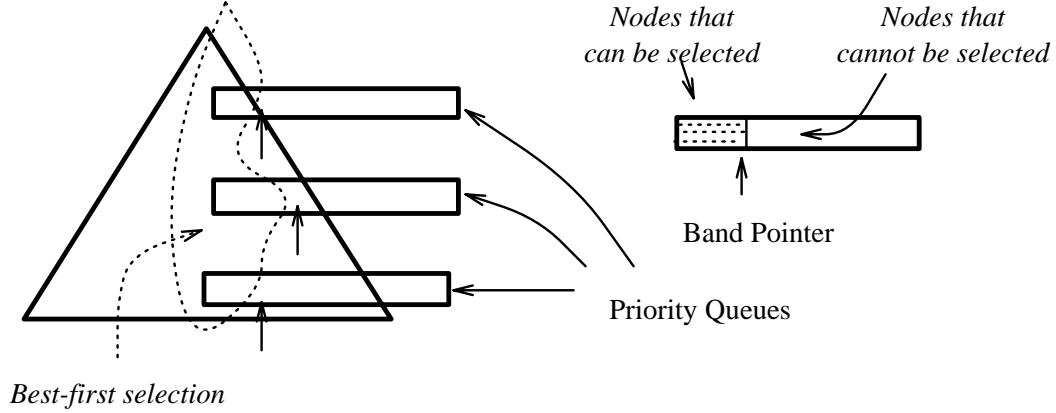 Nodes that
can be selected
Nodes that
cannot be selected
Band Pointer
Priority Queues
Best-first selection